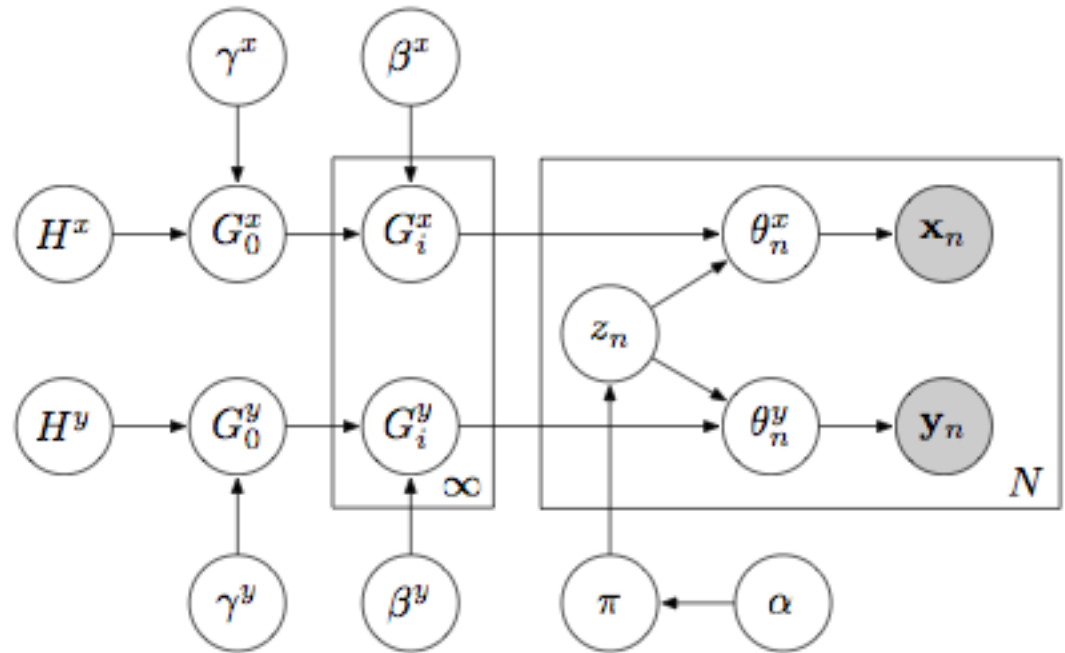 γ^x β^x
H^x G_0^x G_i^x θ_n^x 𝐱_n
z_n
H^y G_0^y G_i^y θ_n^y 𝐲_n
∞ N
γ^y β^y π α